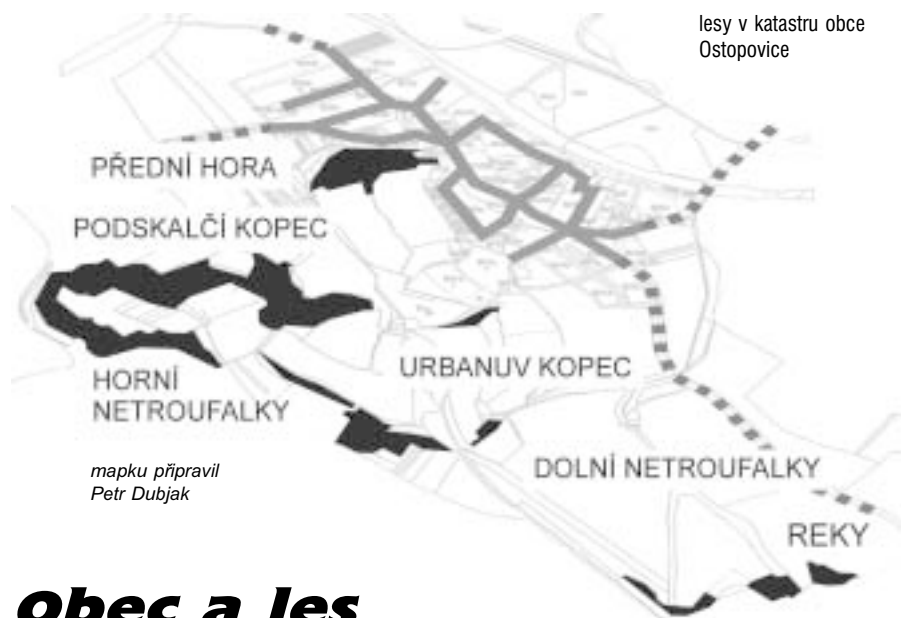 lesy v katastru obce
Ostopovice
PŘEDNÍ HORA
PODSKALČÍ KOPEC
URBANUV KOPEC
HORNÍ
NETROUFALKY
DOLNÍ NETROUFALKY
mapku připravil
Petr Dubjak
REKY
Obec a les